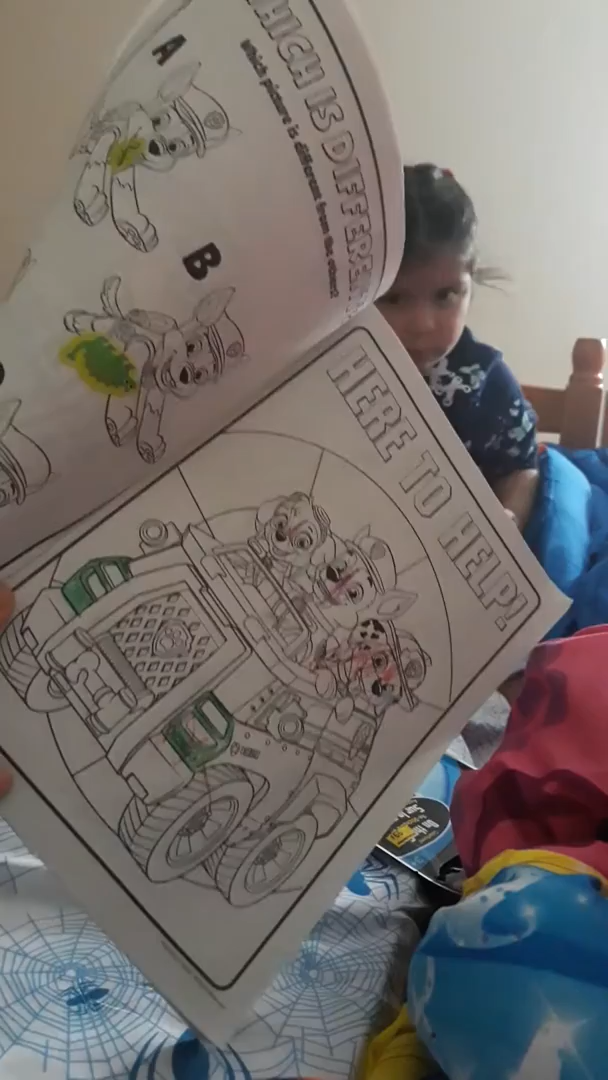 WHICH IS DIFFERENT
Which picture is different from the others?
A
B
HERE TO HELP!